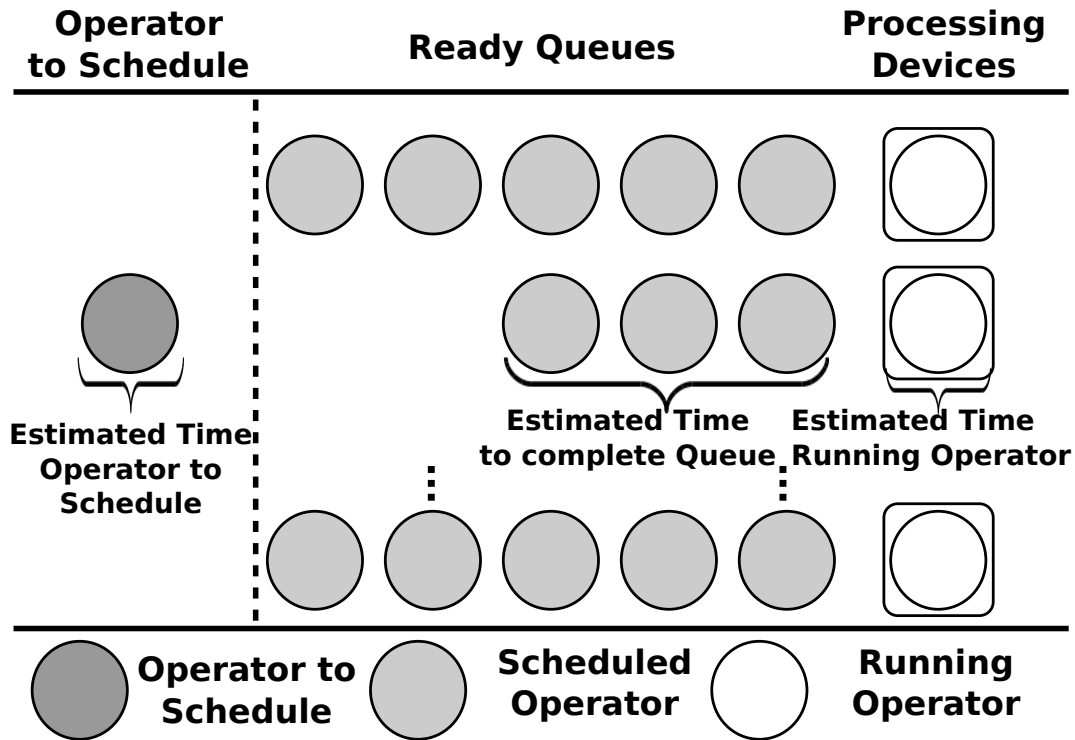 Operator
to Schedule
Ready Queues
Processing
Devices
Estimated Time
Operator to
Schedule
Estimated Time
to complete Queue
Estimated Time
Running Operator
Operator to
Schedule
Scheduled
Operator
Running
Operator